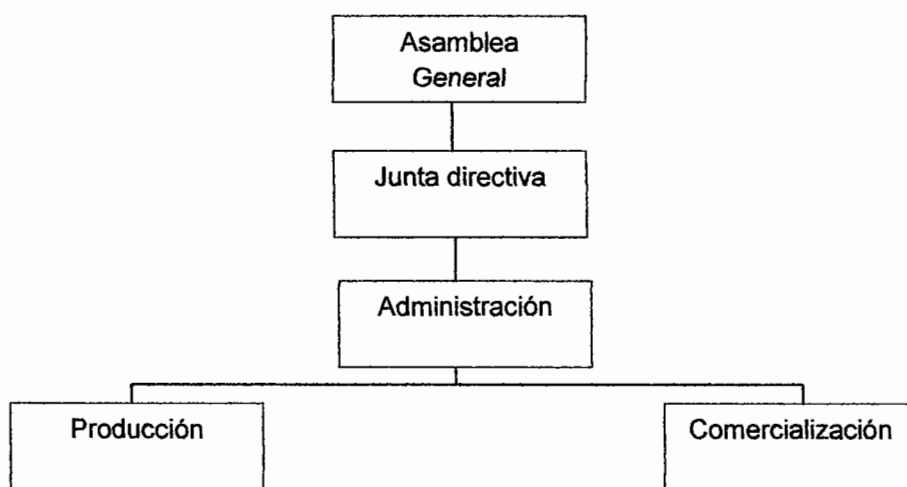 Asamblea
General
Junta directiva
Administración
Producción
Comercialización